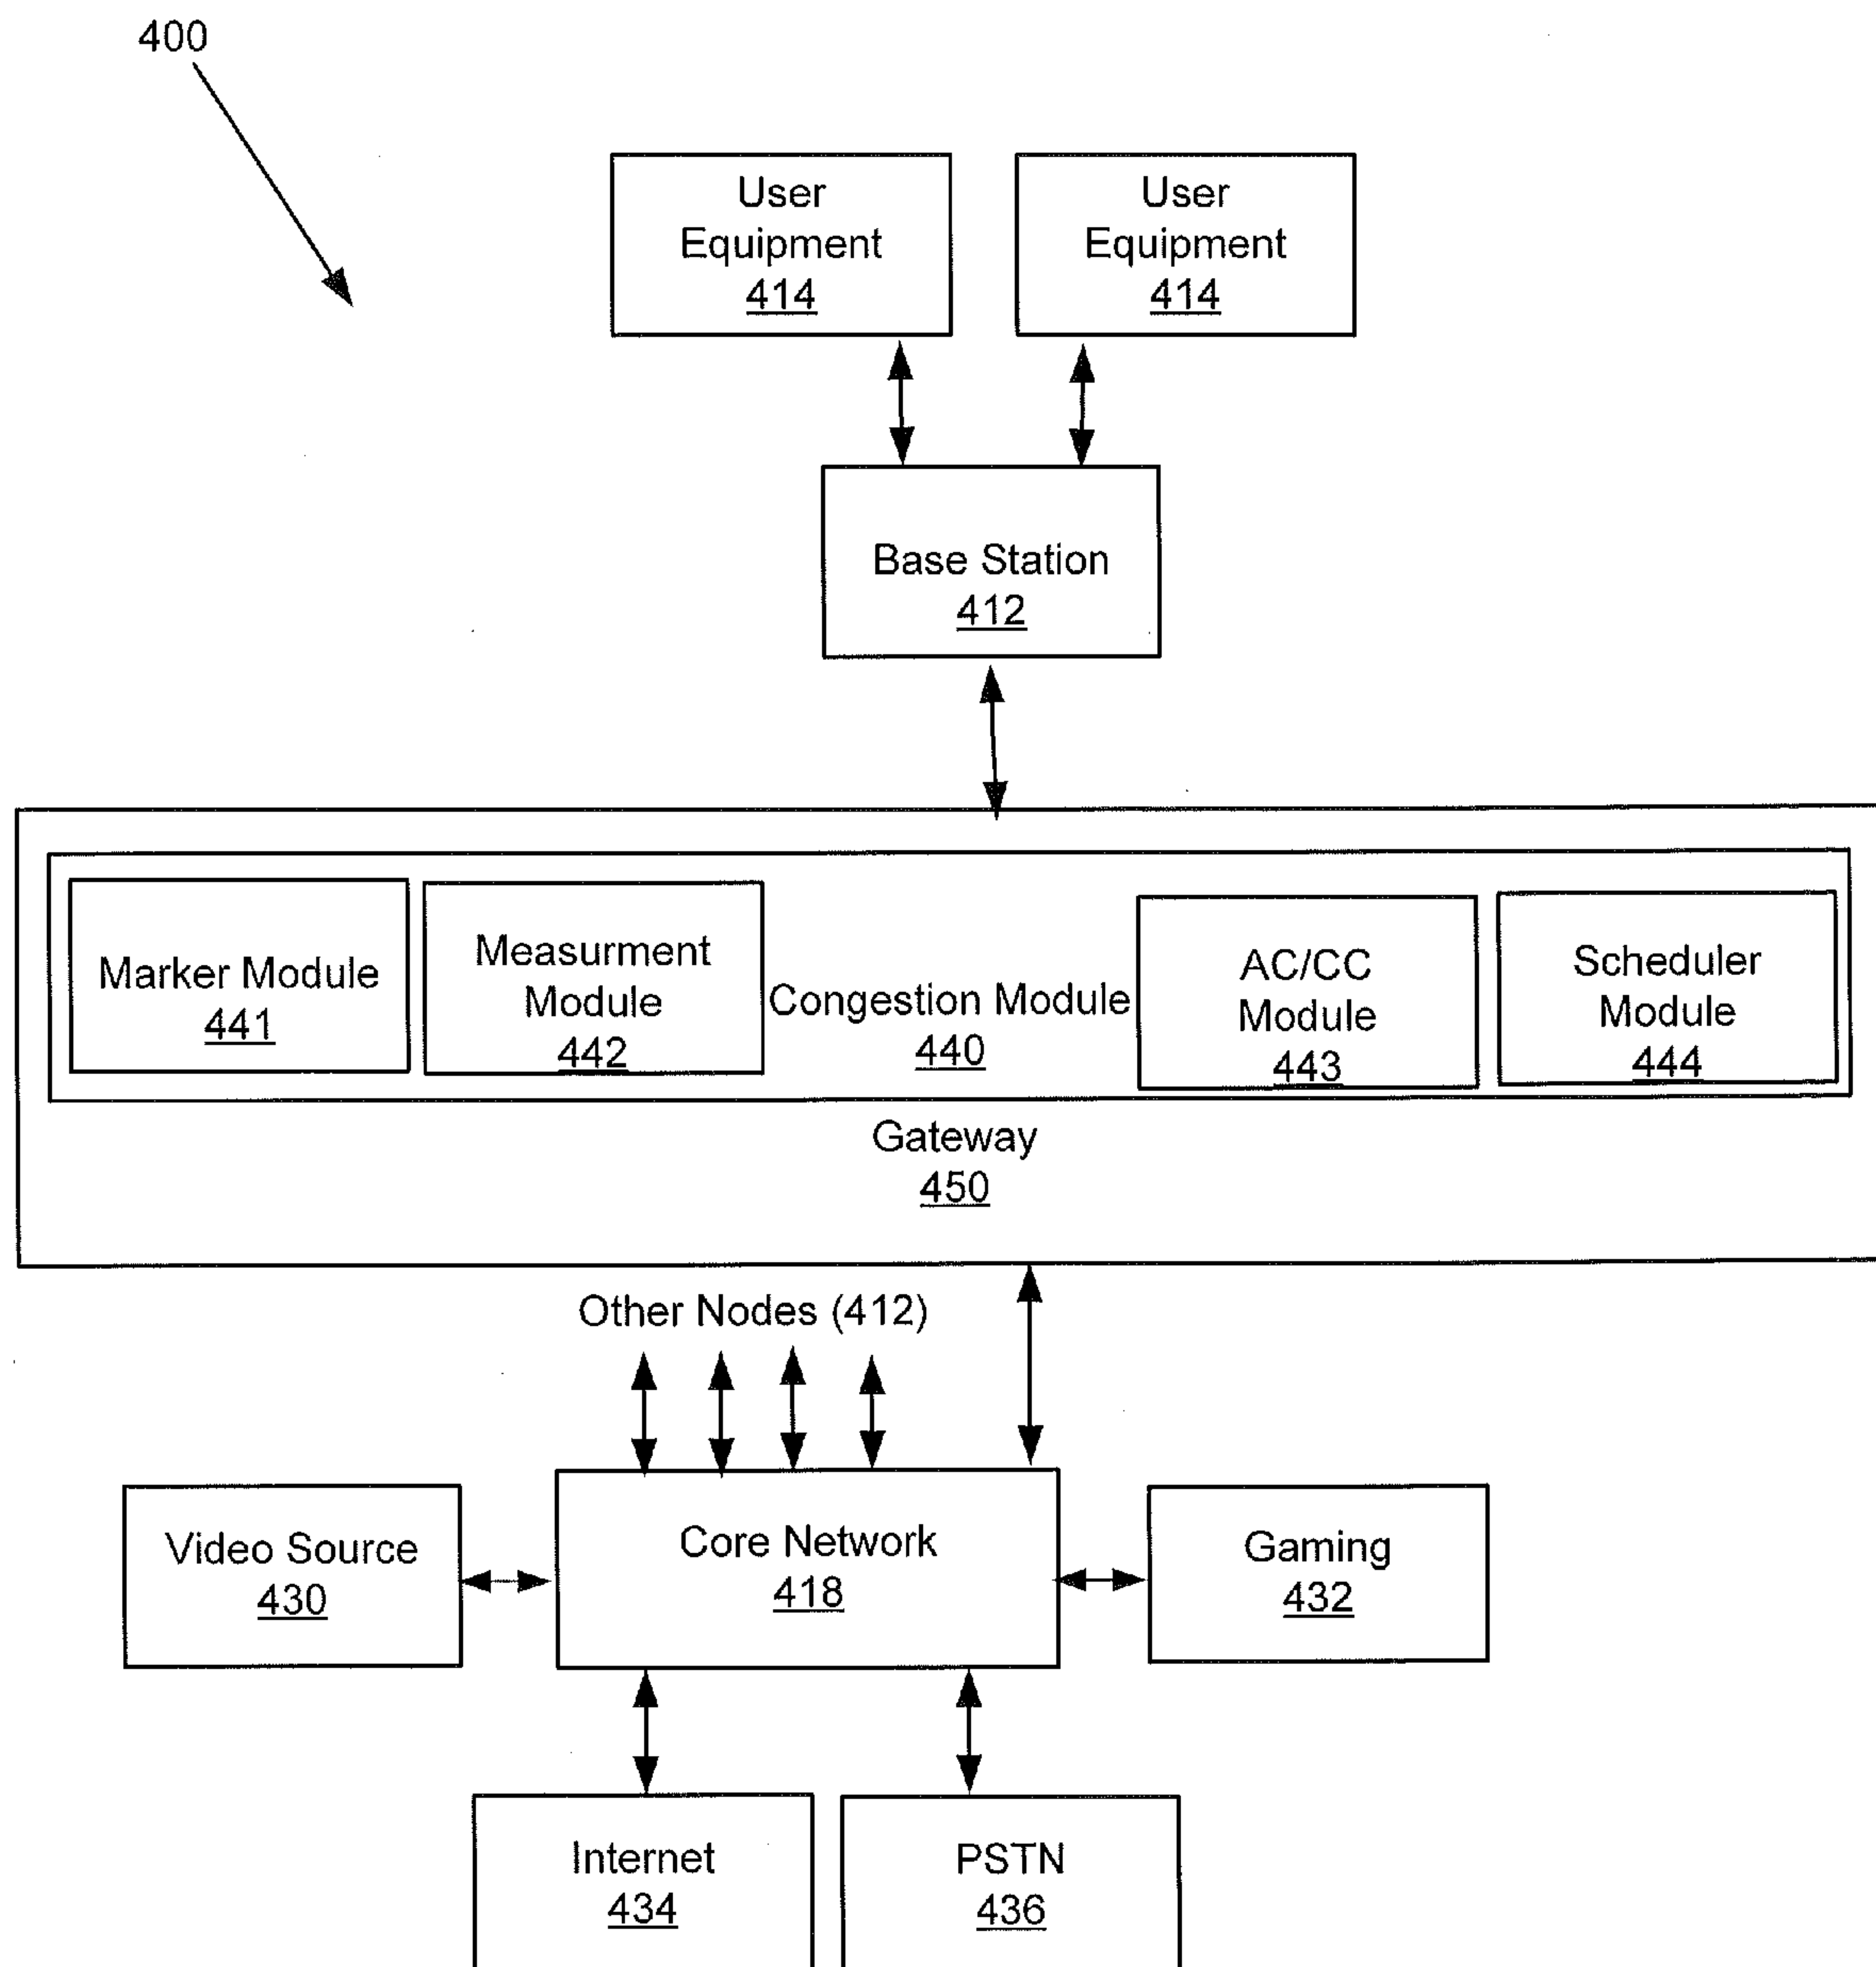 400
User
Equipment
414
User
Equipment
414
Base Station
412
Marker Module
441
Measurment
Module
442
Congestion Module
440
AC/CC
Module
443
Scheduler
Module
444
Gateway
450
Other Nodes (412)
Video Source
430
Core Network
418
Gaming
432
Internet
434
PSTN
436